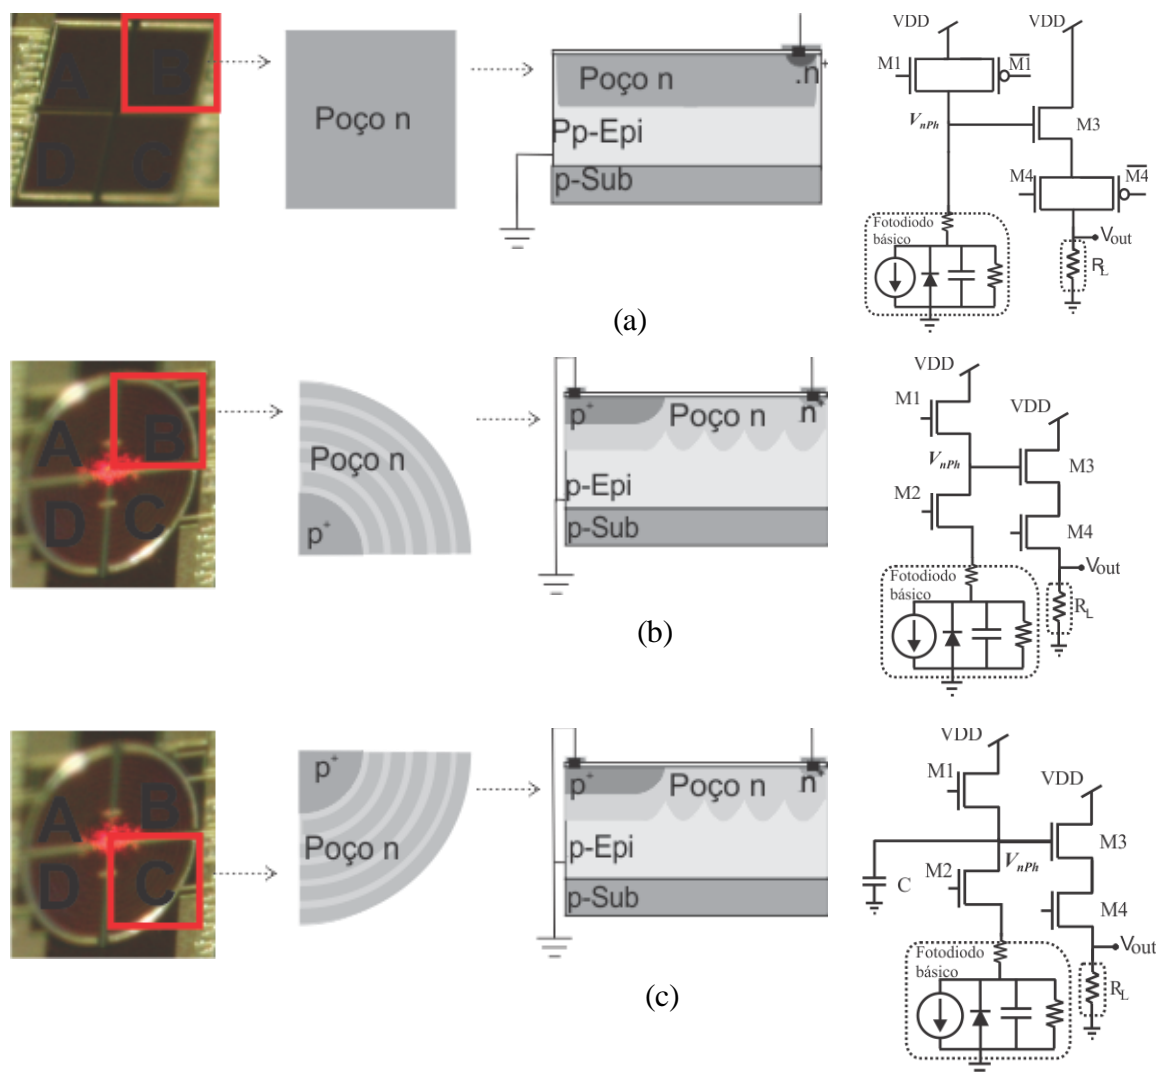 A B
D C
Poço n
Poço n
.n+
Pp-Epi
p-Sub
VDD
VDD
M1
M1
VnPh
M3
M4
M4
Fotodiodo
básico
Vout
RL
(a)
A B
D C
Poço n
p+
p+
Poço n
n+
p-Epi
p-Sub
VDD
M1
VDD
VnPh
M3
M2
M4
Vout
Fotodiodo
básico
RL
(b)
A B
D C
p+
Poço n
p+
Poço n
n+
p-Epi
p-Sub
VDD
M1
VDD
M3
VnPh
M2
C
M4
Vout
Fotodiodo
básico
RL
(c)